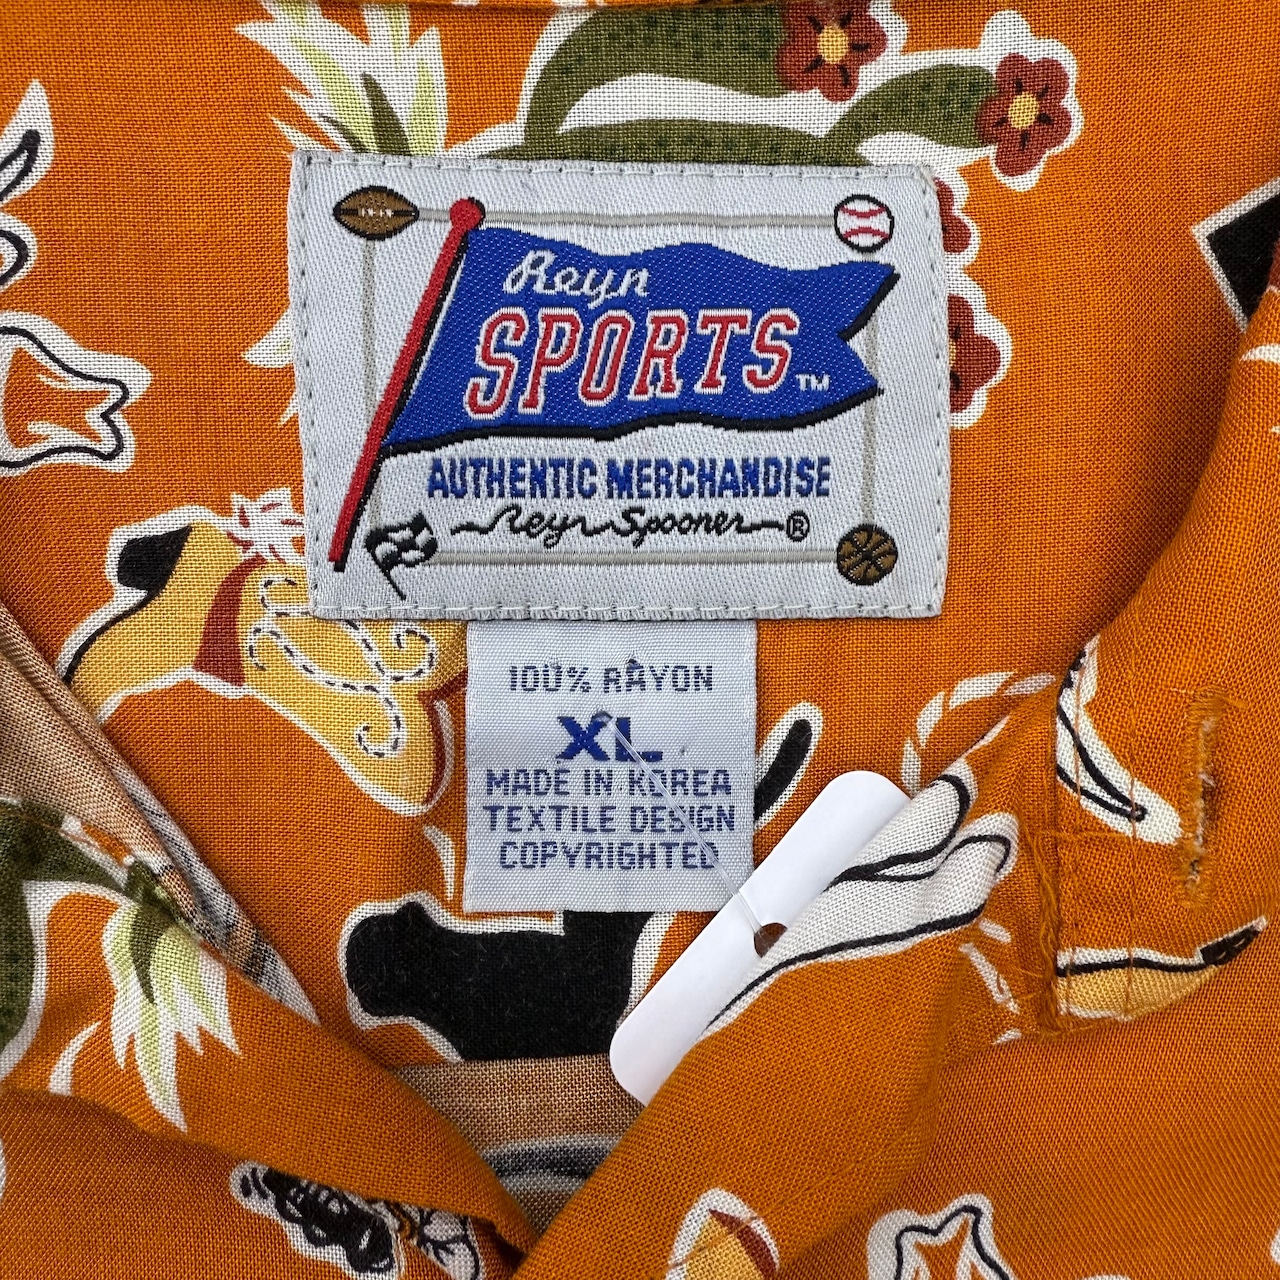 Reyn
SPORTS™
AUTHENTIC MERCHANDISE
Reyn Spooner®
100% RAYON
XL
MADE IN KOREA
TEXTILE DESIGN
COPYRIGHTED